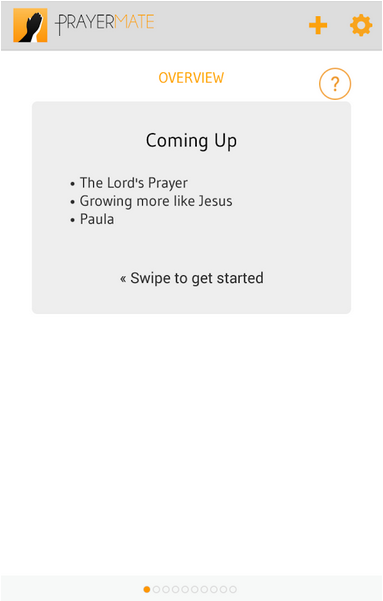 PRAYERMATE
OVERVIEW
?
Coming Up
• The Lord's Prayer
• Growing more like Jesus
• Paula
« Swipe to get started